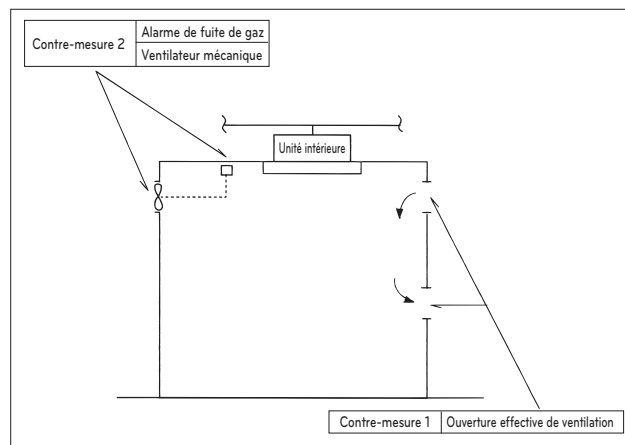 Contre-mesure 2
Alarme de fuite de gaz
Ventilateur mécanique
Unité intérieure
Contre-mesure 1
Ouverture effective de ventilation